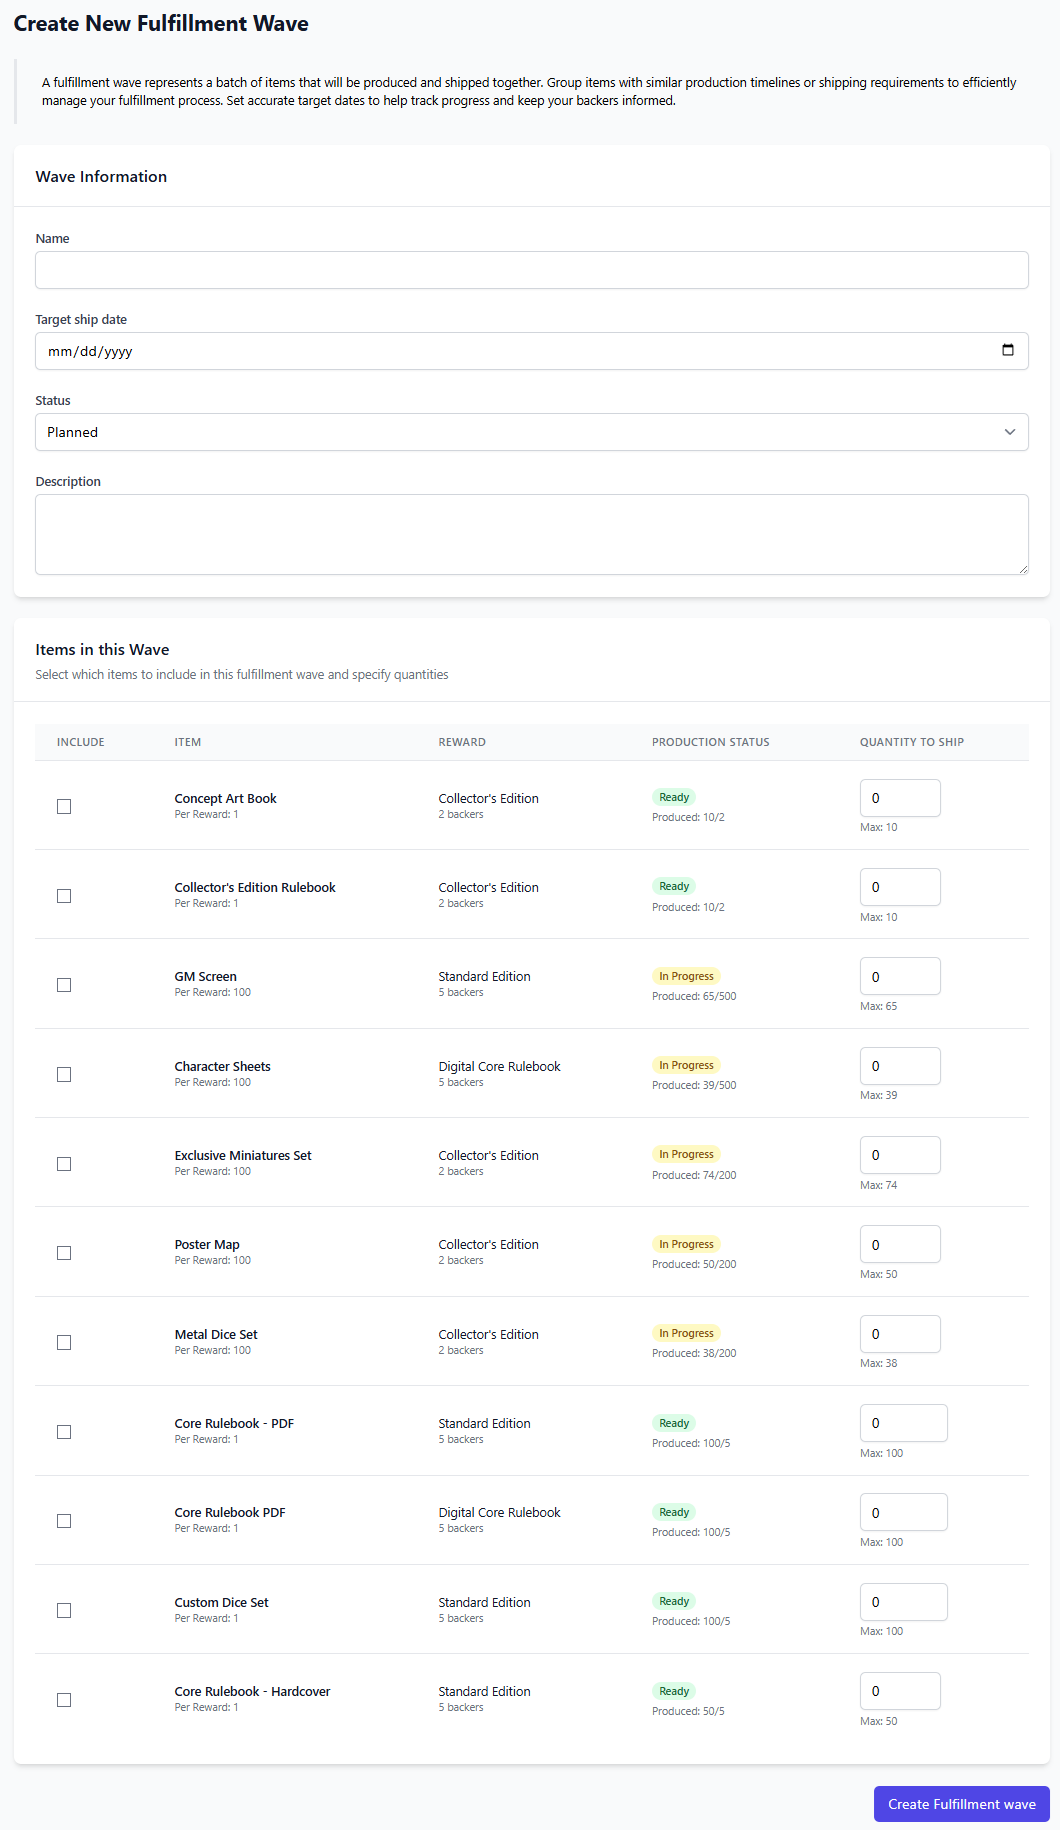 Create New Fulfillment Wave
A fulfillment wave represents a batch of items that will be produced and shipped together. Group items with similar production timelines or shipping requirements to efficiently
manage your fulfillment process. Set accurate target dates to help track progress and keep your backers informed.
Wave Information
Name
Target ship date
mm/dd/yyyy
Status
Planned
Description
Items in this Wave
Select which items to include in this fulfillment wave and specify quantities
INCLUDE ITEM REWARD PRODUCTION STATUS QUANTITY TO SHIP
Concept Art Book Collector's Edition Ready 0
Per Reward: 1 2 backers Produced: 10/2 Max: 10
Collector's Edition Rulebook Collector's Edition Ready 0
Per Reward: 1 2 backers Produced: 10/2 Max: 10
GM Screen Standard Edition In Progress 0
Per Reward: 100 5 backers Produced: 65/500 Max: 65
Character Sheets Digital Core Rulebook In Progress 0
Per Reward: 100 5 backers Produced: 39/500 Max: 39
Exclusive Miniatures Set Collector's Edition In Progress 0
Per Reward: 100 2 backers Produced: 74/200 Max: 74
Poster Map Collector's Edition In Progress 0
Per Reward: 100 2 backers Produced: 50/200 Max: 50
Metal Dice Set Collector's Edition In Progress 0
Per Reward: 100 2 backers Produced: 38/200 Max: 38
Core Rulebook - PDF Standard Edition Ready 0
Per Reward: 1 5 backers Produced: 100/5 Max: 100
Core Rulebook PDF Digital Core Rulebook Ready 0
Per Reward: 1 5 backers Produced: 100/5 Max: 100
Custom Dice Set Standard Edition Ready 0
Per Reward: 1 5 backers Produced: 100/5 Max: 100
Core Rulebook - Hardcover Standard Edition Ready 0
Per Reward: 1 5 backers Produced: 50/5 Max: 50
Create Fulfillment wave